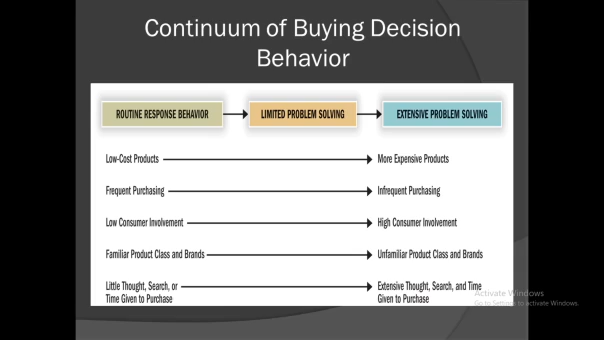 Continuum of Buying Decision
Behavior
ROUTINE RESPONSE BEHAVIOR
LIMITED PROBLEM SOLVING
EXTENSIVE PROBLEM SOLVING
Low-Cost Products
More Expensive Products
Frequent Purchasing
Infrequent Purchasing
Low Consumer Involvement
High Consumer Involvement
Familiar Product Class and Brands
Unfamiliar Product Class and Brands
Little Thought, Search, or
Time Given to Purchase
Extensive Thought, Search, and Time
Given to Purchase
Activate Windows
Go to Settings to activate Windows.